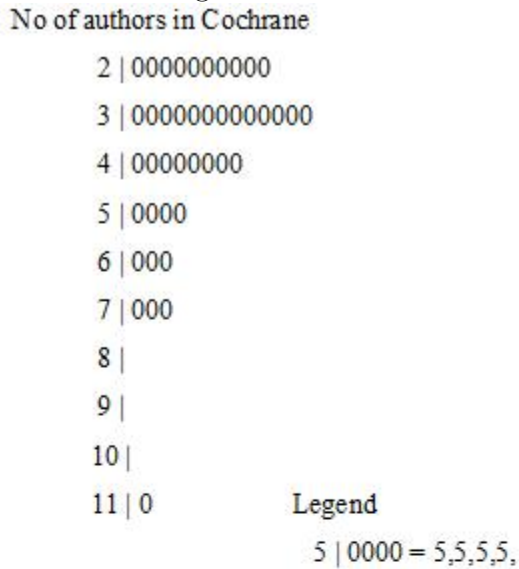 No of authors in Cochrane
2 | 0000000000
3 | 0000000000000
4 | 00000000
5 | 0000
6 | 000
7 | 000
8 |
9 |
10 |
11 | 0 Legend
5 | 0000 = 5,5,5,5,